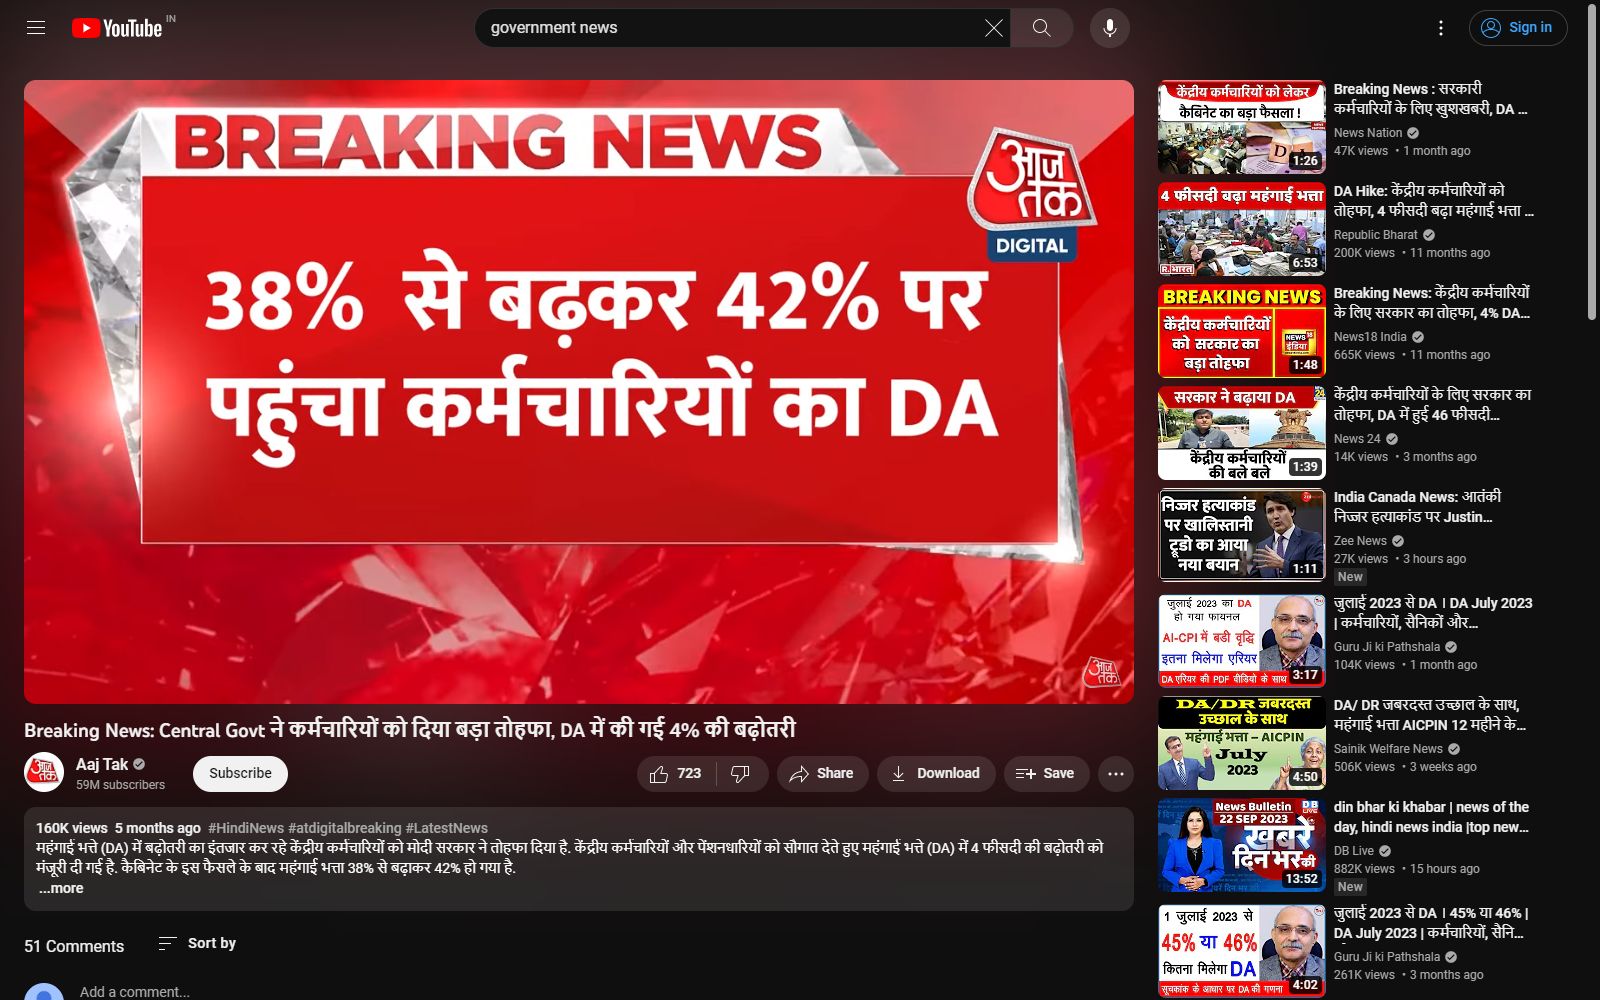 YouTube IN
government news
Sign in
BREAKING NEWS
आज तक
DIGITAL
38% से बढ़कर 42% पर
पहुंचा कर्मचारियों का DA
आज तक
Breaking News: Central Govt ने कर्मचारियों को दिया बड़ा तोहफा, DA में की गई 4% की बढ़ोतरी
Aaj Tak
59M subscribers
Subscribe
723
Share
Download
Save
160K views 5 months ago #HindiNews #atdigitalbreaking #LatestNews
महंगाई भत्ते (DA) में बढ़ोतरी का इंतजार कर रहे केंद्रीय कर्मचारियों को मोदी सरकार ने तोहफा दिया है. केंद्रीय कर्मचारियों और पेंशनधारियों को सौगात देते हुए महंगाई भत्ते (DA) में 4 फीसदी की बढ़ोतरी को
मंजूरी दी गई है. कैबिनेट के इस फैसले के बाद महंगाई भत्ता 38% से बढ़ाकर 42% हो गया है.
...more
51 Comments
Sort by
Add a comment...
केंद्रीय कर्मचारियों को लेकर
कैबिनेट का बड़ा फैसला !
D
1:26
Breaking News : सरकारी
कर्मचारियों के लिए खुशखबरी, DA ...
News Nation
47K views • 1 month ago
4 फीसदी बढ़ा महंगाई भत्ता
R.भारत
6:53
DA Hike: केंद्रीय कर्मचारियों को
तोहफा, 4 फीसदी बढ़ा महंगाई भत्ता ...
Republic Bharat
200K views • 11 months ago
BREAKING NEWS
केंद्रीय कर्मचारियों
को सरकार का
बड़ा तोहफा
NEWS 18
इंडिया
1:48
Breaking News: केंद्रीय कर्मचारियों
के लिए सरकार का तोहफा, 4% DA...
News18 India
665K views • 11 months ago
सरकार ने बढ़ाया DA
24
केंद्रीय कर्मचारियों
की बले बले
1:39
केंद्रीय कर्मचारियों के लिए सरकार का
तोहफा, DA में हुई 46 फीसदी...
News 24
14K views • 3 months ago
निज्जर हत्याकांड
पर खालिस्तानी
ट्रूडो का आया
नया बयान
1:11
India Canada News: आतंकी
निज्जर हत्याकांड पर Justin...
Zee News
27K views • 3 hours ago
New
जुलाई 2023 का DA
हो गया फायनल
AI-CPI में बडी वृद्धि
इतना मिलेगा एरियर
DA एरियर की PDF वीडियो के साथ
3:17
जुलाई 2023 से DA । DA July 2023
| कर्मचारियों, सैनिकों और...
Guru Ji ki Pathshala
104K views • 1 month ago
DA/DR जबरदस्त
उच्छाल के साथ
महंगाई भत्ता – AICPIN
July
2023
4:50
DA/ DR जबरदस्त उच्छाल के साथ,
महंगाई भत्ता AICPIN 12 महीने के...
Sainik Welfare News
506K views • 3 weeks ago
News Bulletin
22 SEP 2023
DB
LIVE
खबरें
दिन भर की
13:52
din bhar ki khabar | news of the
day, hindi news india |top new...
DB Live
882K views • 15 hours ago
New
1 जुलाई 2023 से
45% या 46%
कितना मिलेगा DA
सूचकांक के आधार पर DA की गणना
4:02
जुलाई 2023 से DA । 45% या 46% |
DA July 2023 | कर्मचारियों, सैनि...
Guru Ji ki Pathshala
261K views • 3 months ago